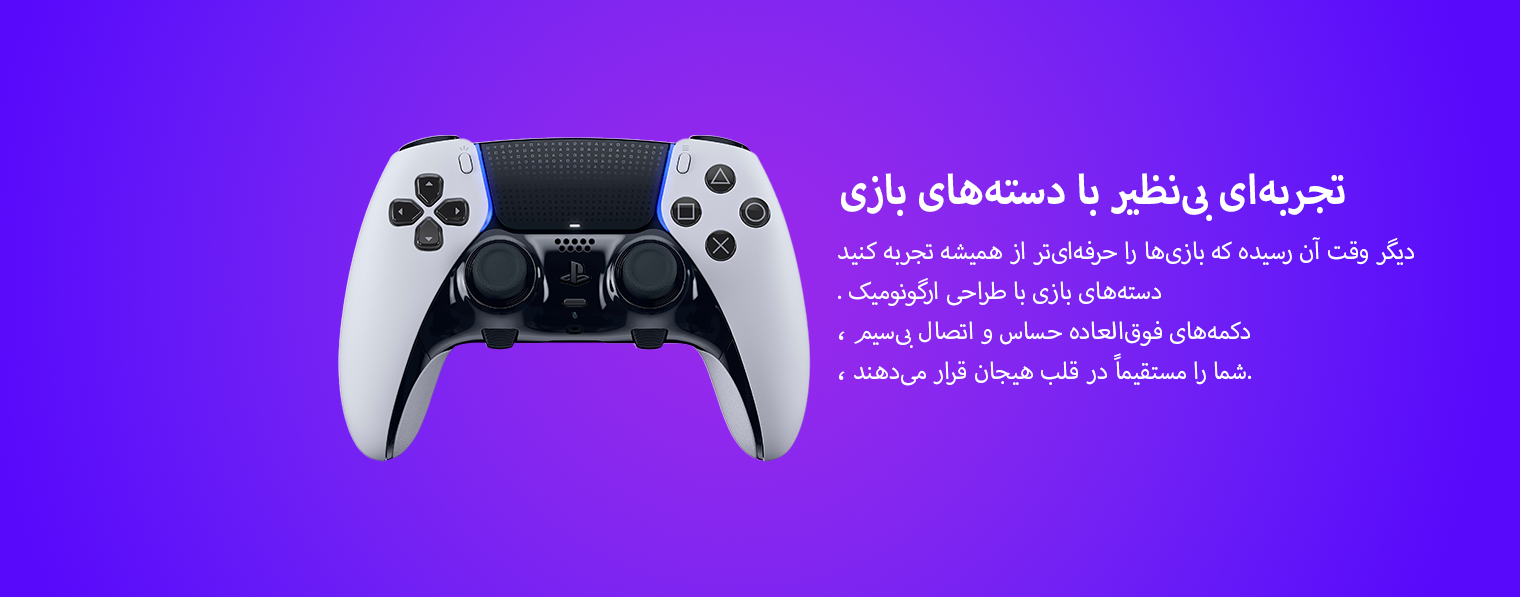 تجربه‌ای بی‌نظیر با دسته‌های بازی
دیگر وقت آن رسیده که بازی‌ها را حرفه‌ای‌تر از همیشه تجربه کنید
دسته‌های بازی با طراحی ارگونومیک .
دکمه‌های فوق‌العاده حساس و اتصال بی‌سیم ،
.شما را مستقیماً در قلب هیجان قرار می‌دهند ،